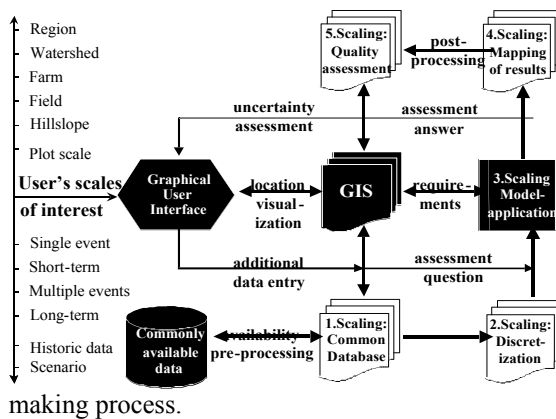 Region
Watershed
Farm
Field
Hillslope
Plot scale
User's scales
of interest
Single event
Short-term
Multiple events
Long-term
Historic data
Scenario
5.Scaling:
Quality
assessment
post-
processing
4.Scaling:
Mapping
of results
uncertainty
assessment
assessment
answer
Graphical
User
Interface
location
visual-
ization
GIS
require-
ments
3.Scaling
Model-
application
additional
data entry
assessment
question
Commonly
available
data
availability
pre-processing
1.Scaling:
Common
Database
2.Scaling:
Discret-
ization
making process.